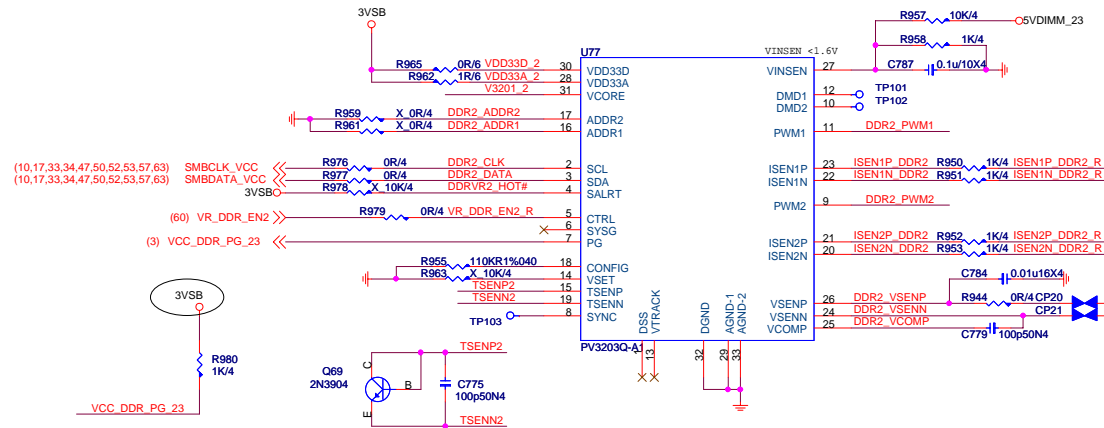 3VSB
R965 0R/6 VDD33D_2 30 VDD33D
R962 1R/6 VDD33A_2 28 VDD33A
V3201_2 31 VCORE
R959 X_0R/4 DDR2_ADDR2 17 ADDR2
R961 X_0R/4 DDR2_ADDR1 16 ADDR1
(10,17,33,34,47,50,52,53,57,63) SMBCLK_VCC R976 0R/4 DDR2_CLK 2 SCL
(10,17,33,34,47,50,52,53,57,63) SMBDATA_VCC R977 0R/4 DDR2_DATA 3 SDA
3VSB R978 X_10K/4 DDRVR2_HOT# 4 SALRT
(60) VR_DDR_EN2 R979 0R/4 VR_DDR_EN2_R 5 CTRL
6 SYSG
(3) VCC_DDR_PG_23 7 PG
R955 110KR1%040 18 CONFIG
R963 X_10K/4 14 VSET
TSENP2 15 TSENP
TSENN2 19 TSENN
TP103 8 SYNC
U77
VINSEN <1.6V
R957 10K/4 5VDIMM_23
R958 1K/4
VINSEN 27 C787 0.1u/10X4
DMD1 12 TP101
DMD2 10 TP102
PWM1 11 DDR2_PWM1
ISEN1P 23 ISEN1P_DDR2 R950 1K/4 ISEN1P_DDR2_R
ISEN1N 22 ISEN1N_DDR2 R951 1K/4 ISEN1N_DDR2_R
PWM2 9 DDR2_PWM2
ISEN2P 21 ISEN2P_DDR2 R952 1K/4 ISEN2P_DDR2_R
ISEN2N 20 ISEN2N_DDR2 R953 1K/4 ISEN2N_DDR2_R
C784 0.01u16X4
VSENP 26 DDR2_VSENP R944 0R/4 CP20
VSENN 24 DDR2_VSENN CP21
VCOMP 25 DDR2_VCOMP C779 100p50N4
DSS VTRACK DGND AGND-1 AGND-2
PV3203Q-A1
13 32 29 33
3VSB
R980
1K/4
VCC_DDR_PG_23
TSENP2
Q69
2N3904
C B E
C775
100p50N4
TSENN2